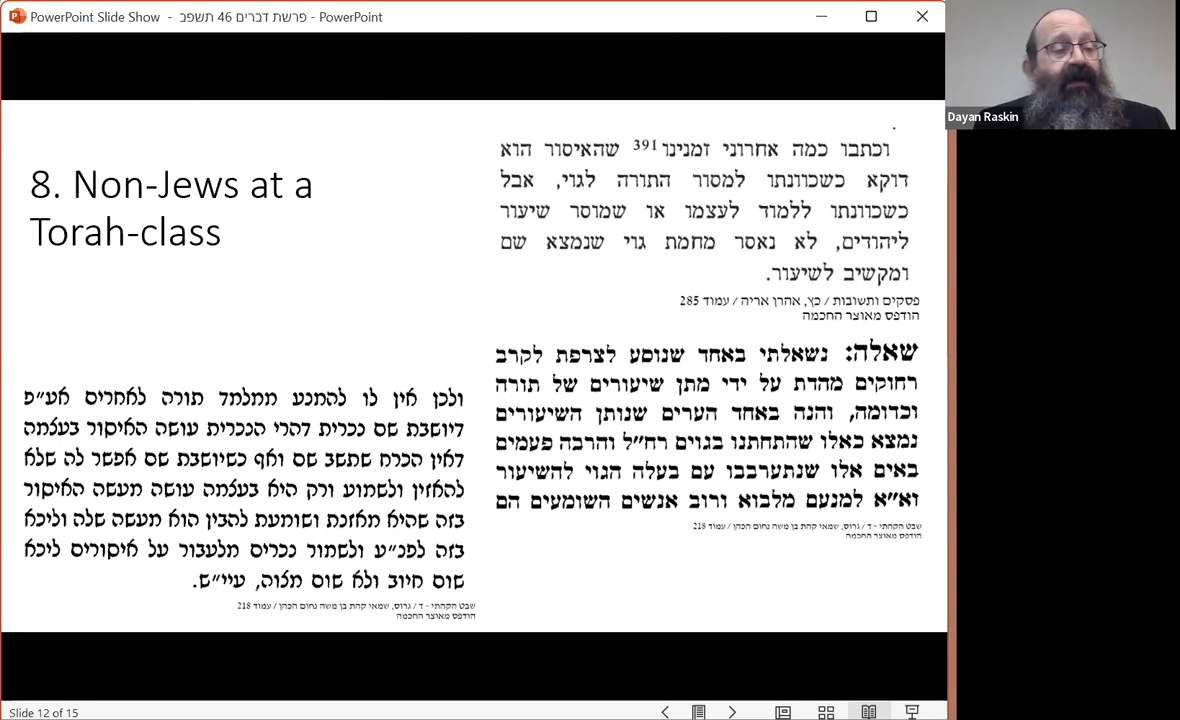 PowerPoint Slide Show - פרשת דברים 46 תשפב - PowerPoint
Dayan Raskin
8. Non-Jews at a
Torah-class
וכתבו כמה אחרוני זמנינו391 שהאיסור הוא
דוקא כשכוונתו למסור התורה לגוי, אבל
כשכוונתו ללמוד לעצמו או שמוסר שיעור
ליהודים, לא נאסר מחמת גוי שנמצא שם
ומקשיב לשיעור.
פסקים ותשובות / כץ, אהרן אריה / עמוד 285
הודפס מאוצר החכמה
שאלה: נשאלתי באחד שנוסע לצרפת לקרב
רחוקים מהדת על ידי מתן שיעורים של תורה
וכדומה, והנה באחד הערים שנותן השיעורים
נמצא כאלו שהתחתנו בגוים רח״ל והרבה פעמים
באים אלו שנתערבבו עם בעלה הגוי להשיעור
וא״א למנעם מלבוא ורוב אנשים השומעים הם
שבט הקהתי - ד / גרוס, שמאי קהת בן משה נחום הכהן / עמוד 218
הודפס מאוצר החכמה
ולכן אין לו להמנע מתלמד תורה לאחרים אע״פ
דיושבת שם נכרית דהרי הנכרית עושה האיסור בעצמה
דאין הכרח שתשב שם ואף כשיושבת שם אפשר לה שלא
להאזין ולשמוע ורק היא בעצמה עושה מעשה האיסור
בזה שהיא מאזנת ושומעת להבין הוא מעשה שלה וליכא
בזה לפנ״ע ולשמור נכרים מלעבור על איסורים ליכא
שום חיוב ולא שום מצוה, עיי״ש.
שבט הקהתי - ד / גרוס, שמאי קהת בן משה נחום הכהן / עמוד 218
הודפס מאוצר החכמה
Slide 12 of 15